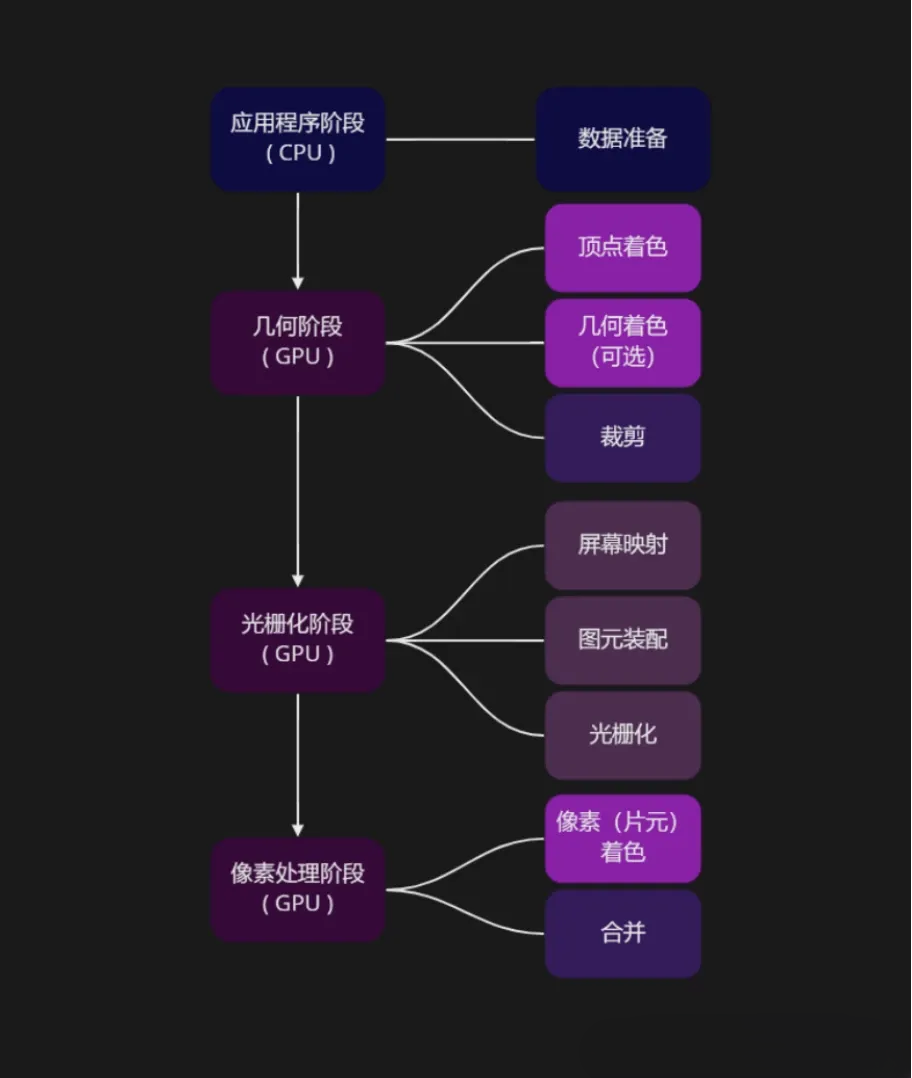 应用程序阶段
( CPU )
数据准备
顶点着色
几何阶段
( GPU )
几何着色
(可选)
裁剪
屏幕映射
光栅化阶段
( GPU )
图元装配
光栅化
像素处理阶段
( GPU )
像素（片元）
着色
合并